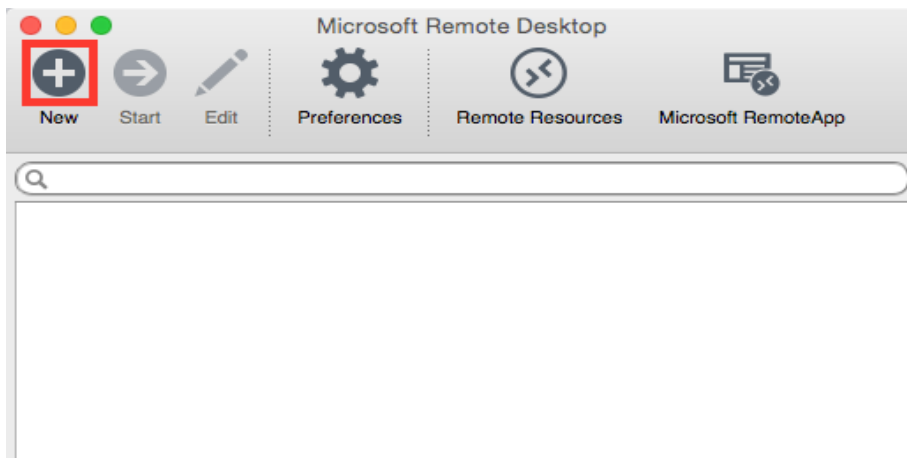 Microsoft Remote Desktop
New Start Edit Preferences Remote Resources Microsoft RemoteApp